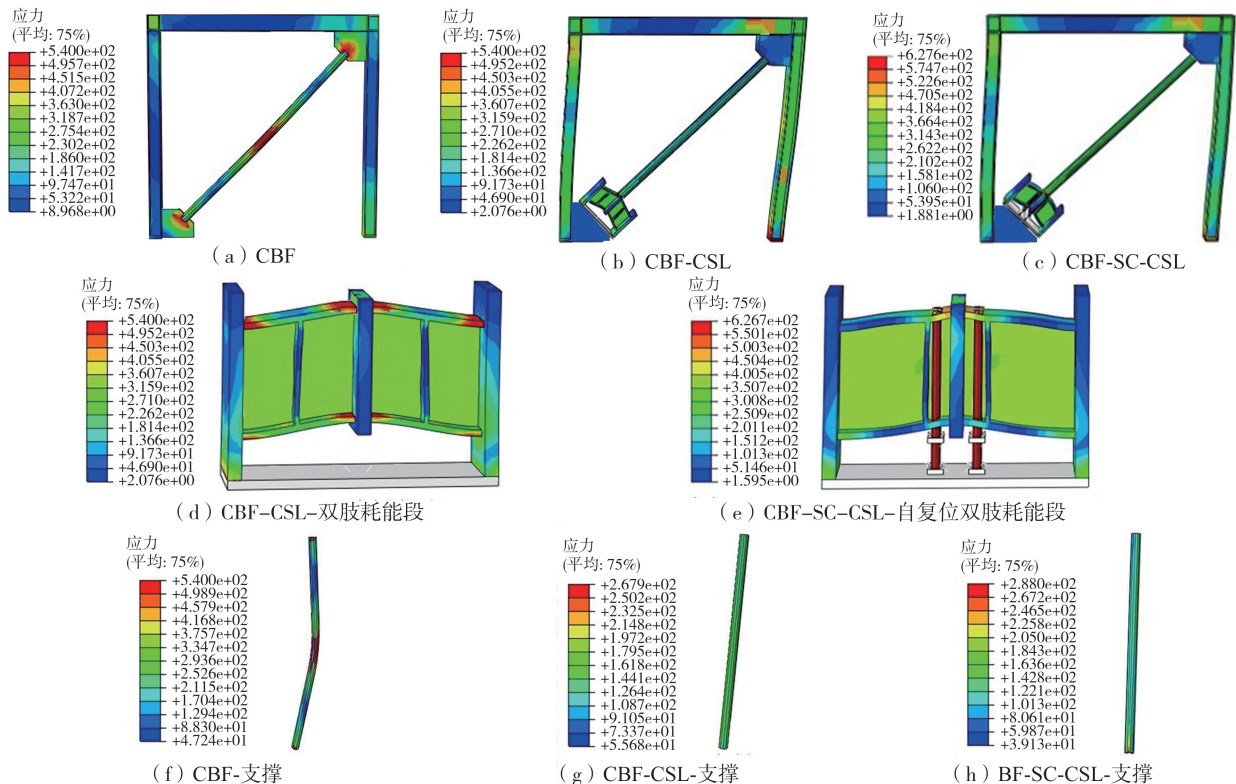 应力
(平均: 75%)
+5.400e+02
+4.957e+02
+4.515e+02
+4.072e+02
+3.630e+02
+3.187e+02
+2.754e+02
+2.302e+02
+1.860e+02
+1.417e+02
+9.747e+01
+5.322e+01
+8.968e+00
(a) CBF
应力
(平均: 75%)
+5.400e+02
+4.952e+02
+4.503e+02
+4.055e+02
+3.607e+02
+3.159e+02
+2.710e+02
+2.262e+02
+1.814e+02
+1.366e+02
+9.173e+01
+4.690e+01
+2.076e+00
(b) CBF-CSL
应力
(平均: 75%)
+6.276e+02
+5.747e+02
+5.226e+02
+4.705e+02
+4.184e+02
+3.664e+02
+3.143e+02
+2.622e+02
+2.102e+02
+1.581e+02
+1.060e+02
+5.395e+01
+1.881e+00
(c) CBF-SC-CSL
应力
(平均: 75%)
+5.400e+02
+4.952e+02
+4.503e+02
+4.055e+02
+3.607e+02
+3.159e+02
+2.710e+02
+2.262e+02
+1.814e+02
+1.366e+02
+9.173e+01
+4.690e+01
+2.076e+00
(d) CBF-CSL-双肢耗能段
应力
(平均: 75%)
+6.267e+02
+5.501e+02
+5.003e+02
+4.504e+02
+4.005e+02
+3.507e+02
+3.008e+02
+2.509e+02
+2.011e+02
+1.512e+02
+1.013e+02
+5.146e+01
+1.595e+00
(e) CBF-SC-CSL-自复位双肢耗能段
应力
(平均: 75%)
+5.400e+02
+4.989e+02
+4.579e+02
+4.168e+02
+3.757e+02
+3.347e+02
+2.936e+02
+2.526e+02
+2.115e+02
+1.704e+02
+1.294e+02
+8.830e+01
+4.724e+01
(f) CBF-支撑
应力
(平均: 75%)
+2.679e+02
+2.502e+02
+2.325e+02
+2.148e+02
+1.972e+02
+1.795e+02
+1.618e+02
+1.441e+02
+1.264e+02
+1.087e+02
+9.105e+01
+7.337e+01
+5.568e+01
(g) CBF-CSL-支撑
应力
(平均: 75%)
+2.880e+02
+2.672e+02
+2.465e+02
+2.258e+02
+2.050e+02
+1.843e+02
+1.636e+02
+1.428e+02
+1.221e+02
+1.013e+02
+8.061e+01
+5.987e+01
+3.913e+01
(h) BF-SC-CSL-支撑